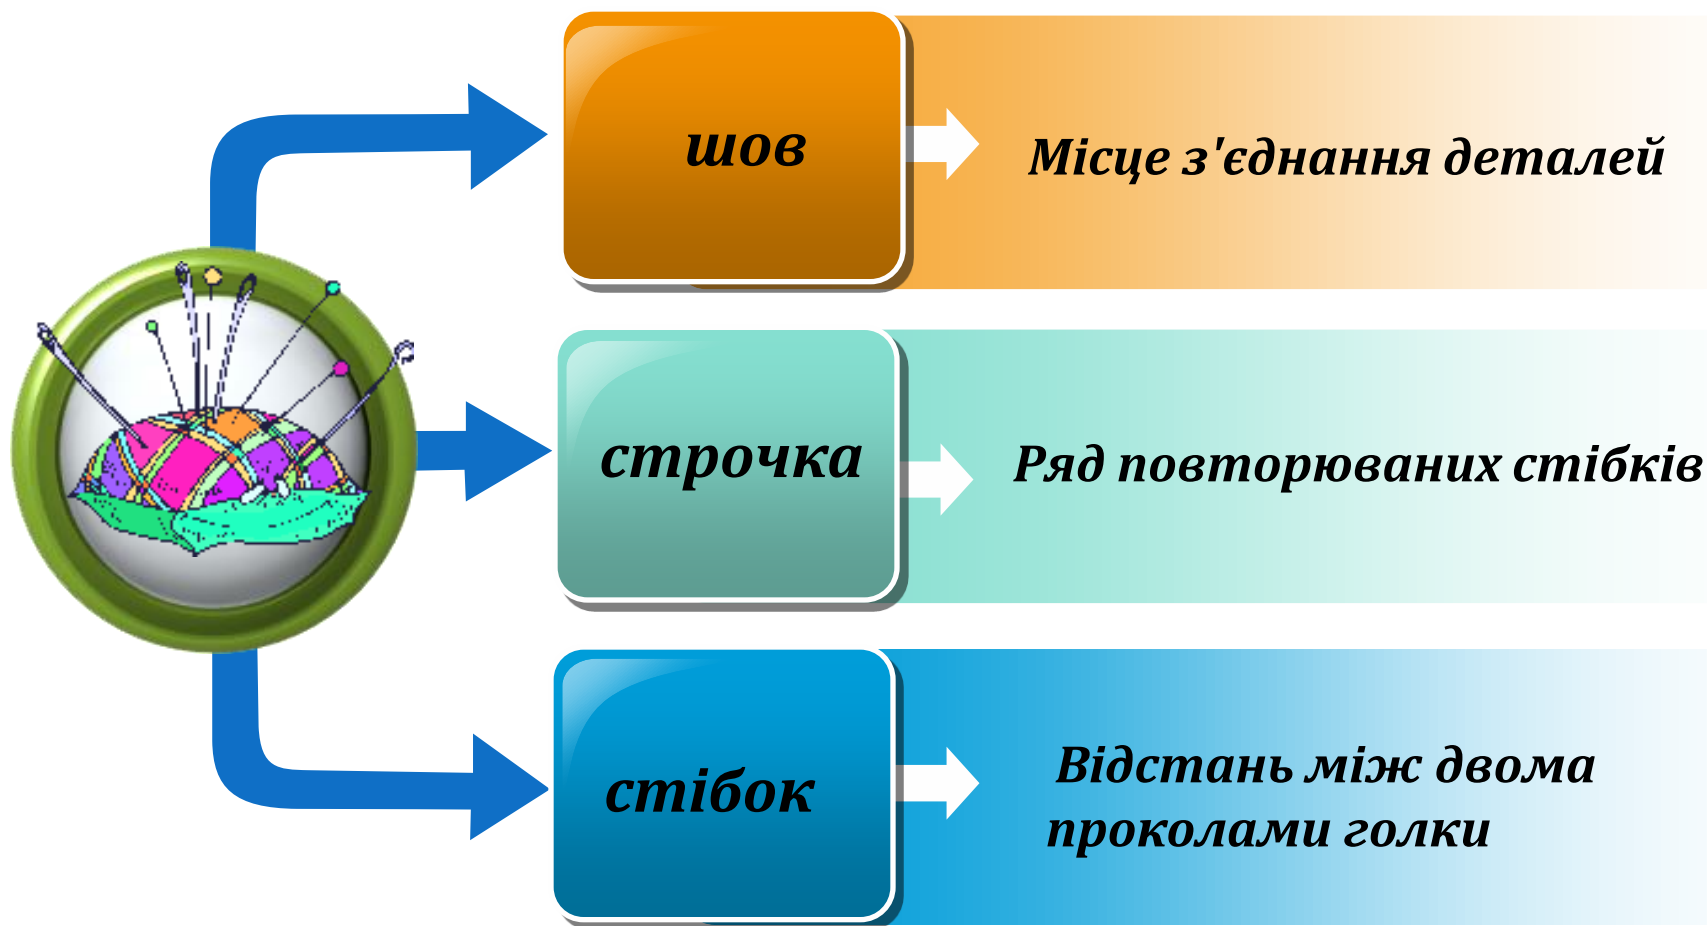 шов
Місце з'єднання деталей
строчка
Ряд повторюваних стібків
стібок
Відстань між двома
проколами голки